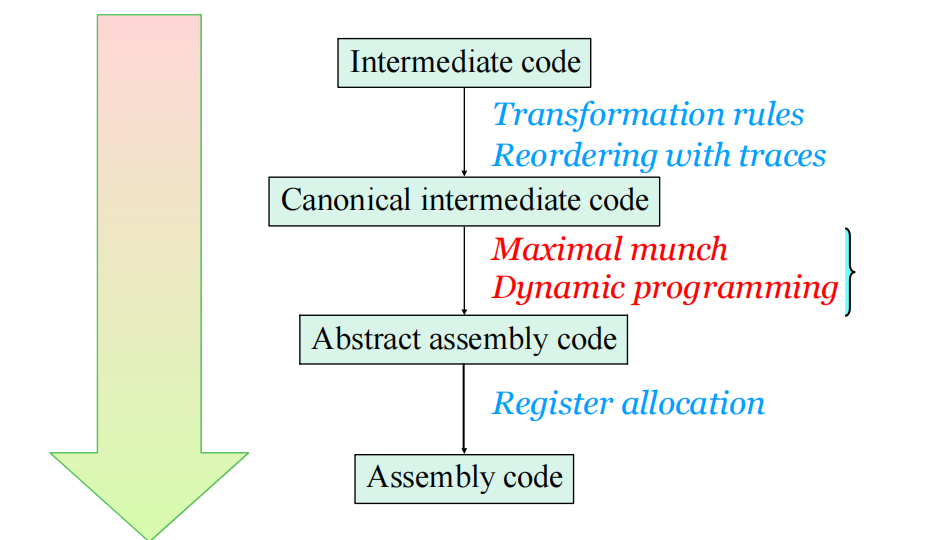 Intermediate code
Transformation rules
Reordering with traces
Canonical intermediate code
Maximal munch
Dynamic programming
Abstract assembly code
Register allocation
Assembly code